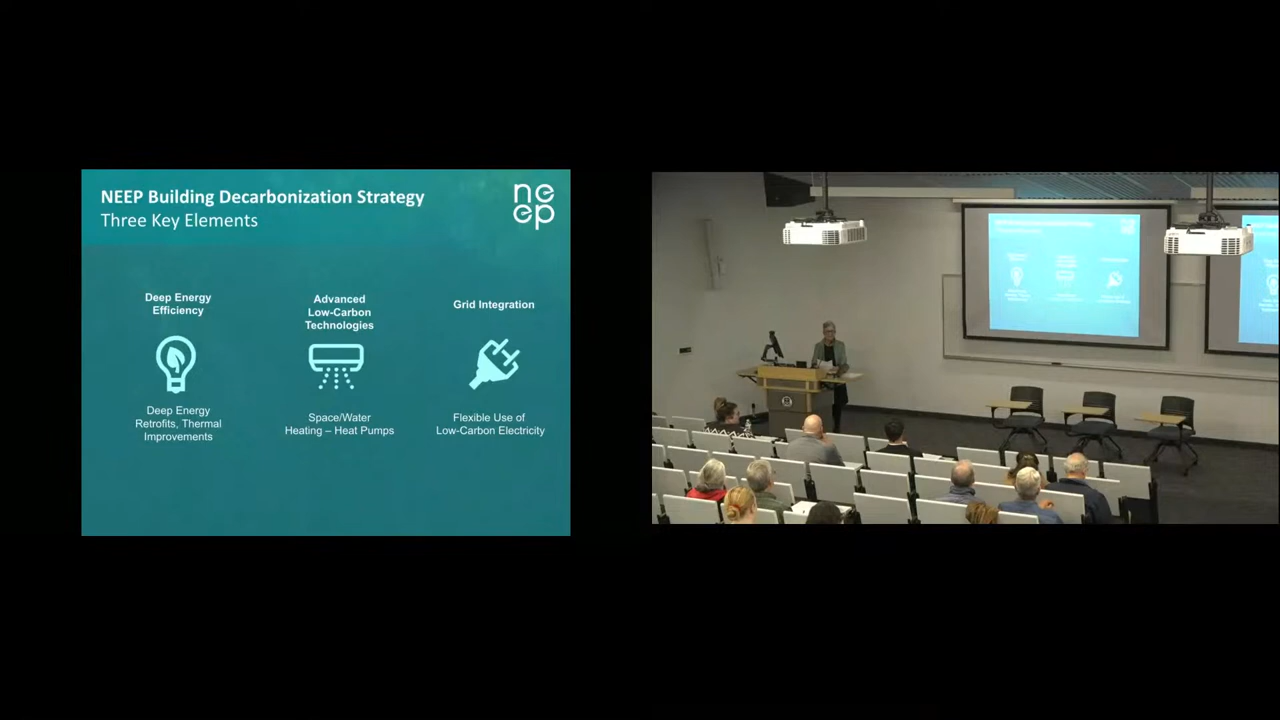 NEEP Building Decarbonization Strategy
Three Key Elements
ne
ep
Deep Energy
Efficiency
Deep Energy
Retrofits, Thermal
Improvements
Advanced
Low-Carbon
Technologies
Space/Water
Heating – Heat Pumps
Grid Integration
Flexible Use of
Low-Carbon Electricity